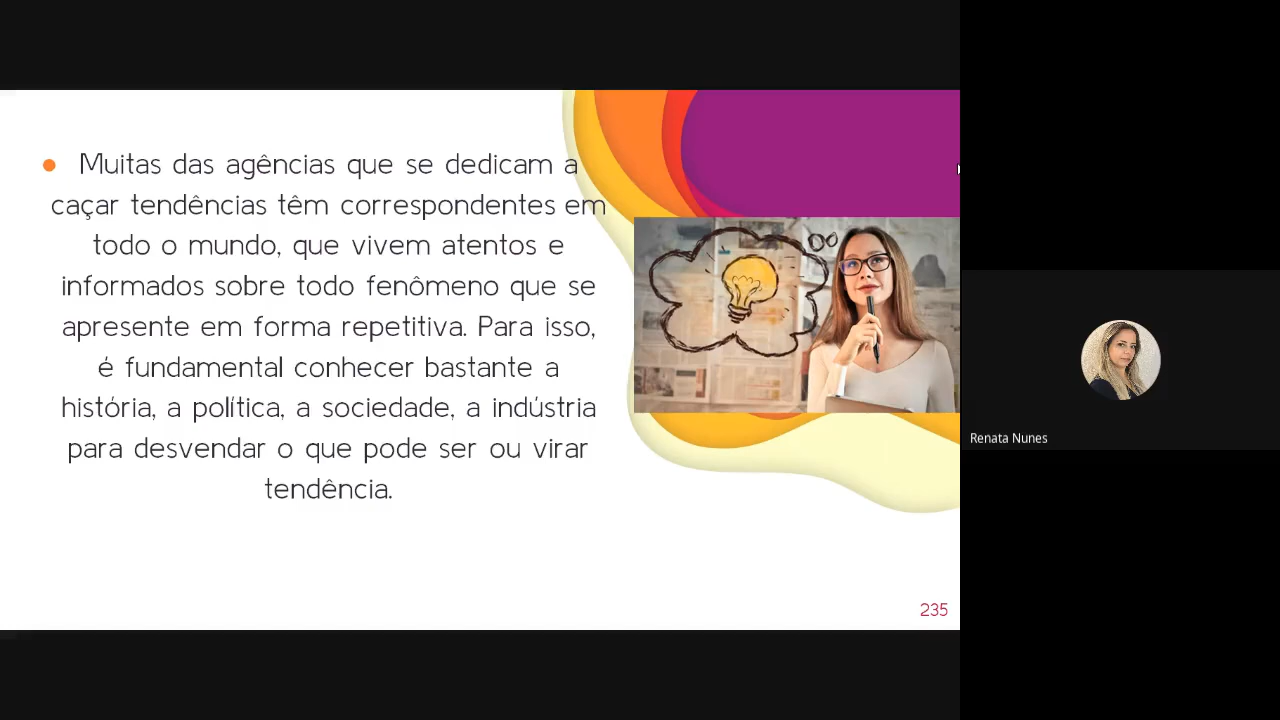 Muitas das agências que se dedicam a
caçar tendências têm correspondentes em
todo o mundo, que vivem atentos e
informados sobre todo fenômeno que se
apresente em forma repetitiva. Para isso,
é fundamental conhecer bastante a
história, a política, a sociedade, a indústria
para desvendar o que pode ser ou virar
tendência.
235
Renata Nunes